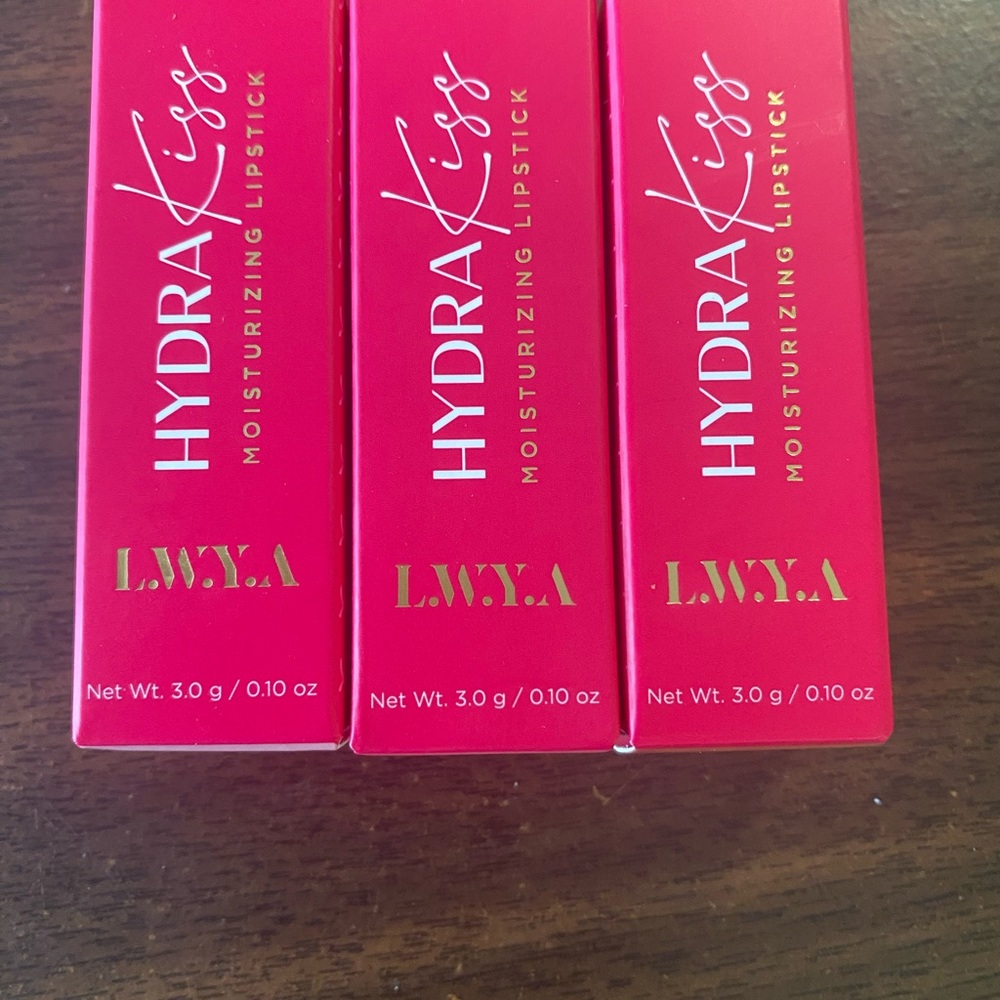 HYDRA Kiss
MOISTURIZING LIPSTICK
L.W.Y.A
Net Wt. 3.0 g / 0.10 oz
HYDRA Kiss
MOISTURIZING LIPSTICK
L.W.Y.A
Net Wt. 3.0 g / 0.10 oz
HYDRA Kiss
MOISTURIZING LIPSTICK
L.W.Y.A
Net Wt. 3.0 g / 0.10 oz